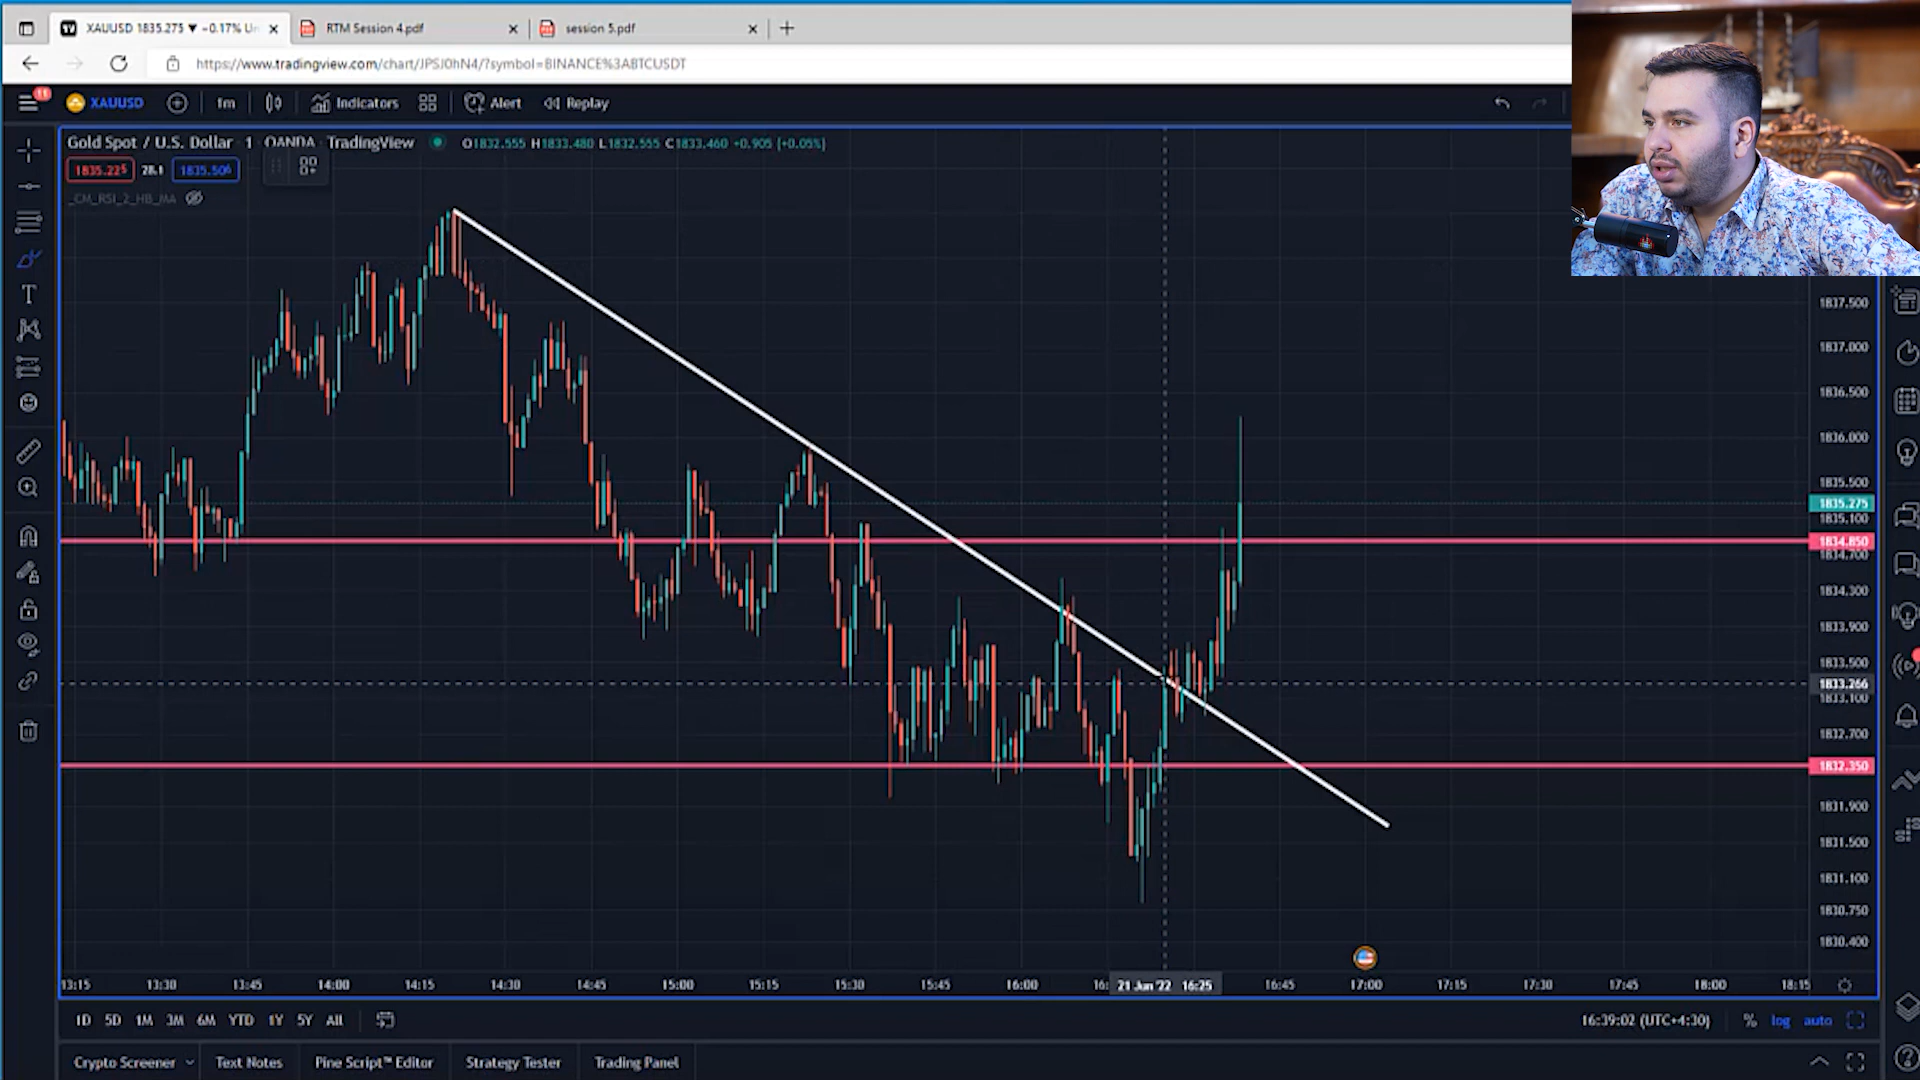 XAUUSD 1835.275 ▼ −0.17% Un
RTM Session 4.pdf
session 5.pdf
https://www.tradingview.com/chart/JPSJ0hN4/?symbol=BINANCE%3ABTCUSDT
11
XAUUSD
1m
Indicators
Alert
Replay
Gold Spot / U.S. Dollar 1 OANDA TradingView
O1832.555 H1833.480 L1832.555 C1833.460 +0.905 (+0.05%)
1835.225
28.1
1835.506
_CM_RSI_2_HB_MA
1837.500
1837.000
1836.500
1836.000
1835.500
1835.275
1835.100
1834.850
1834.700
1834.300
1833.900
1833.500
1833.266
1833.100
1832.700
1832.350
1831.900
1831.500
1831.100
1830.750
1830.400
13:15 13:30 13:45 14:00 14:15 14:30 14:45 15:00 15:15 15:30 15:45 16:00 16: 21 Jun '22 16:25 16:45 17:00 17:15 17:30 17:45 18:00 18:15
1D 5D 1M 3M 6M YTD 1Y 5Y All
16:39:02 (UTC+4:30) % log auto
Crypto Screener Text Notes Pine Script™ Editor Strategy Tester Trading Panel